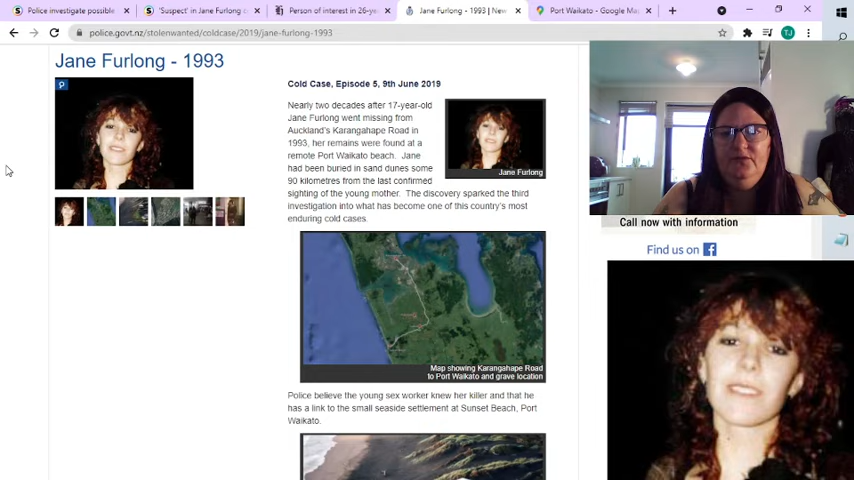 Police investigate possible
'Suspect' in Jane Furlong c
Person of interest in 26-ye
Jane Furlong - 1993 | New
Port Waikato - Google Ma
police.govt.nz/stolenwanted/coldcase/2019/jane-furlong-1993
TJ
Jane Furlong - 1993
Cold Case, Episode 5, 9th June 2019
Nearly two decades after 17-year-old
Jane Furlong went missing from
Auckland's Karangahape Road in
1993, her remains were found at a
remote Port Waikato beach. Jane
had been buried in sand dunes some
90 kilometres from the last confirmed
sighting of the young mother. The discovery sparked the third
investigation into what has become one of this country's most
enduring cold cases.
Jane Furlong
Map showing Karangahape Road
to Port Waikato and grave location
Police believe the young sex worker knew her killer and that he
has a link to the small seaside settlement at Sunset Beach, Port
Waikato.
Call now with information
Find us on f